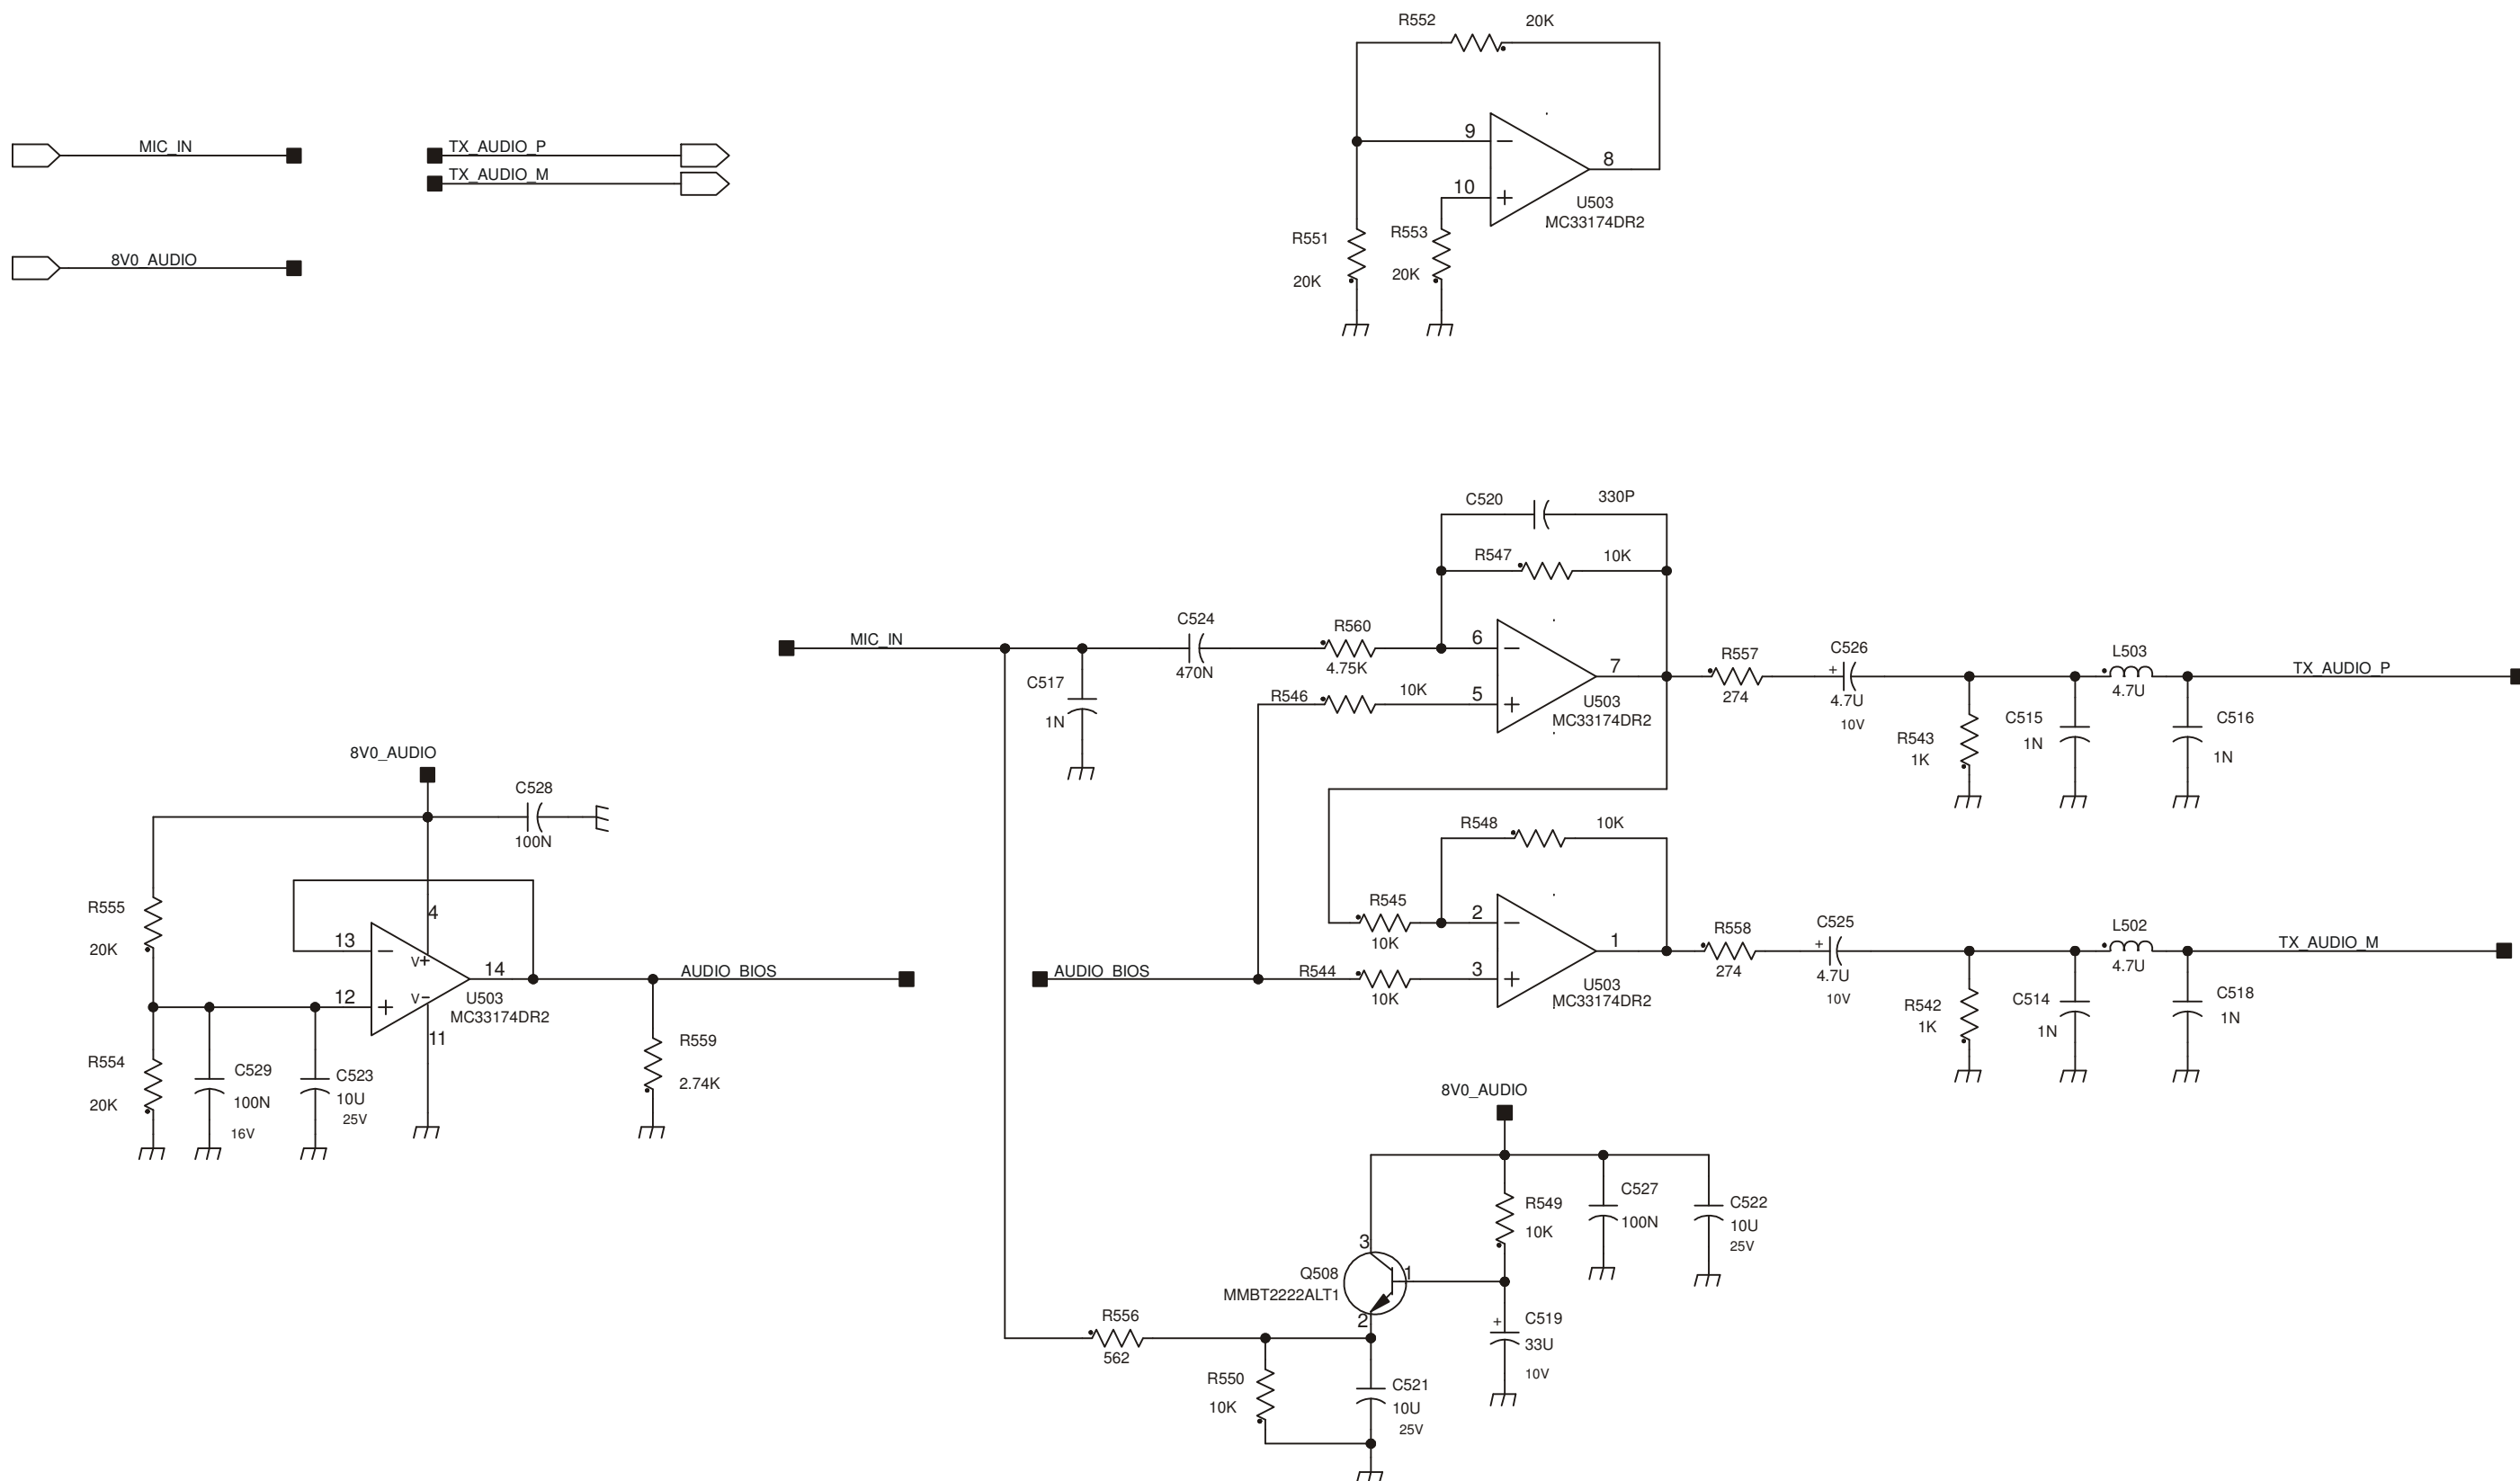 R552 20K
MIC_IN
TX_AUDIO_P
TX_AUDIO_M
8V0_AUDIO
9
8
10
U503
MC33174DR2
R551
20K
R553
20K
C520 330P
R547 10K
MIC_IN
C524
470N
R560
4.75K
C517
1N
R546 10K
6
7
5
U503
MC33174DR2
R557
274
C526
+
4.7U
10V
R543
1K
C515
1N
L503
4.7U
C516
1N
TX_AUDIO_P
8V0_AUDIO
C528
100N
R555
20K
4
13
V+
14
12
V-
11
U503
MC33174DR2
AUDIO_BIOS
R554
20K
C529
100N
16V
C523
10U
25V
R559
2.74K
R548 10K
R545
10K
AUDIO_BIOS
R544
10K
2
1
3
U503
MC33174DR2
R558
274
C525
+
4.7U
10V
R542
1K
C514
1N
L502
4.7U
C518
1N
TX_AUDIO_M
8V0_AUDIO
R549
10K
C527
100N
C522
10U
25V
3
Q508
MMBT2222ALT1
1
2
R556
562
R550
10K
C521
10U
25V
+
C519
33U
10V